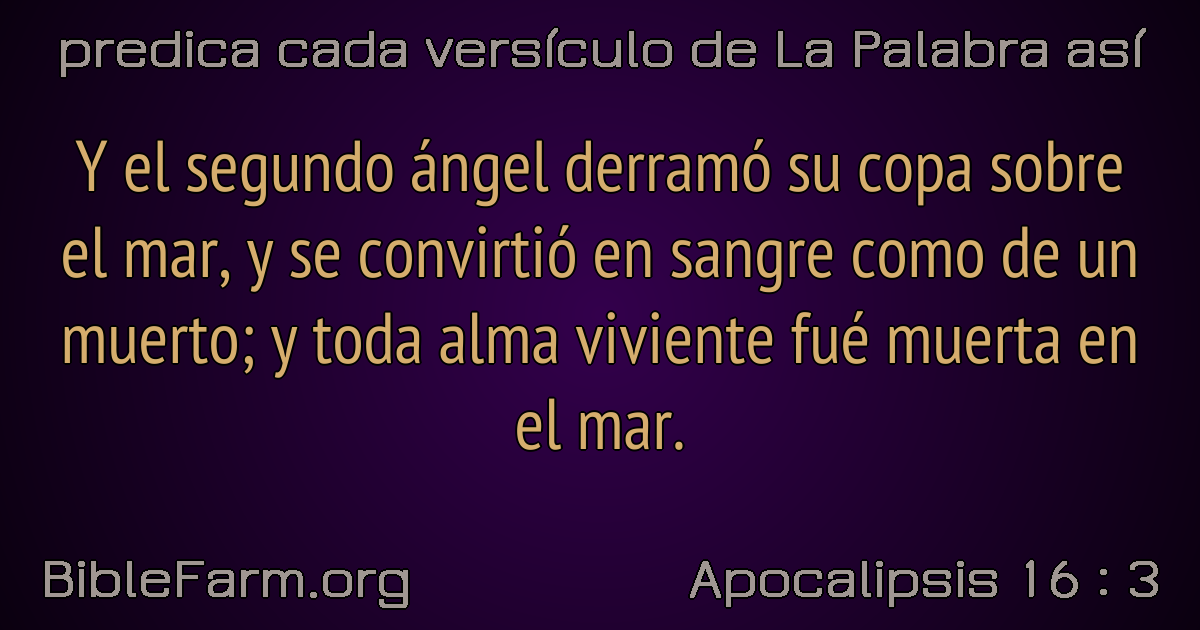 predica cada versículo de La Palabra así
Y el segundo ángel derramó su copa sobre
el mar, y se convirtió en sangre como de un
muerto; y toda alma viviente fué muerta en
el mar.
BibleFarm.org
Apocalipsis 16 : 3